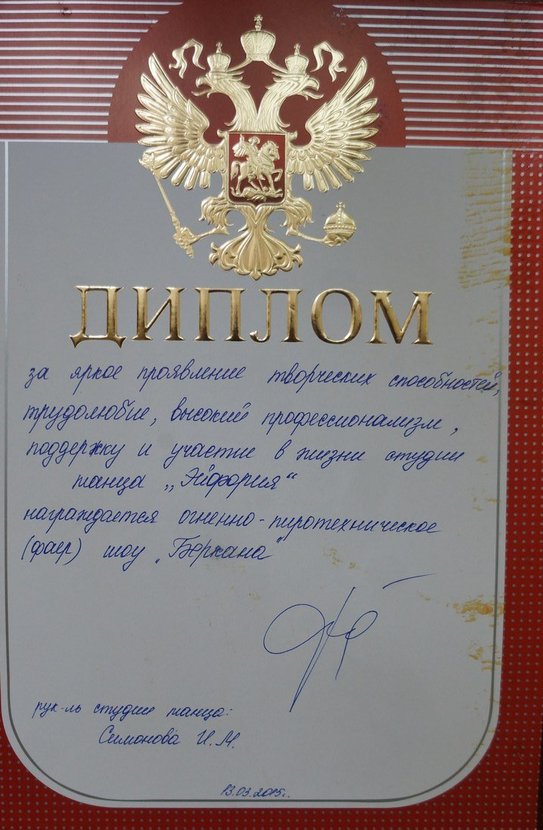 ДИПЛОМ
за яркое проявление творческих способностей,
трудолюбие, высокий профессионализм,
поддержку и участие в жизни студии
танца „Эйфория“
награждается огненно-пиротехническое
(фаер) шоу „Беркана“
рук-ль студии танца:
Симонова И.М.
13.03.2015г.